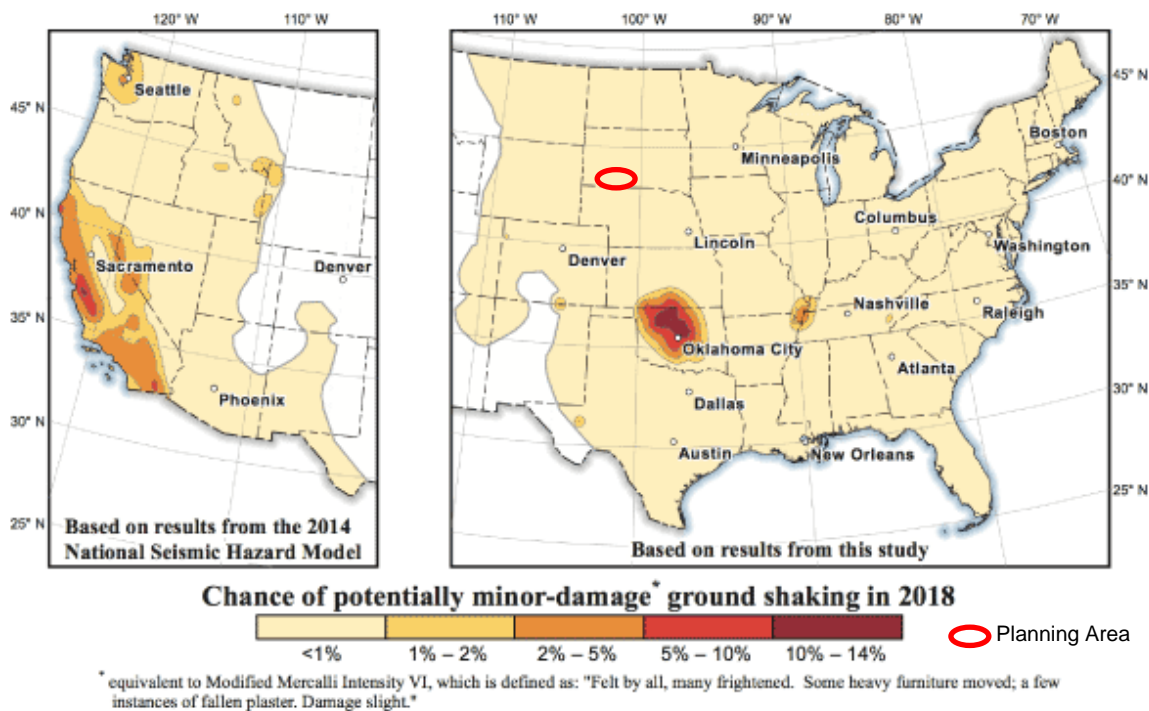 120° W 110° W
110° W 100° W 90° W 80° W 70° W
45° N
40° N
35° N
30° N
25° N
Seattle
Sacramento
Denver
Phoenix
Based on results from the 2014
National Seismic Hazard Model
Boston
Minneapolis
Columbus
Lincoln
Washington
Denver
Nashville
Raleigh
Oklahoma City
Atlanta
Dallas
Austin
New Orleans
Based on results from this study
45° N
40° N
35° N
30° N
25° N
Chance of potentially minor-damage* ground shaking in 2018
<1% 1% – 2% 2% – 5% 5% – 10% 10% – 14%
Planning Area
* equivalent to Modified Mercalli Intensity VI, which is defined as: "Felt by all, many frightened. Some heavy furniture moved; a few
instances of fallen plaster. Damage slight."